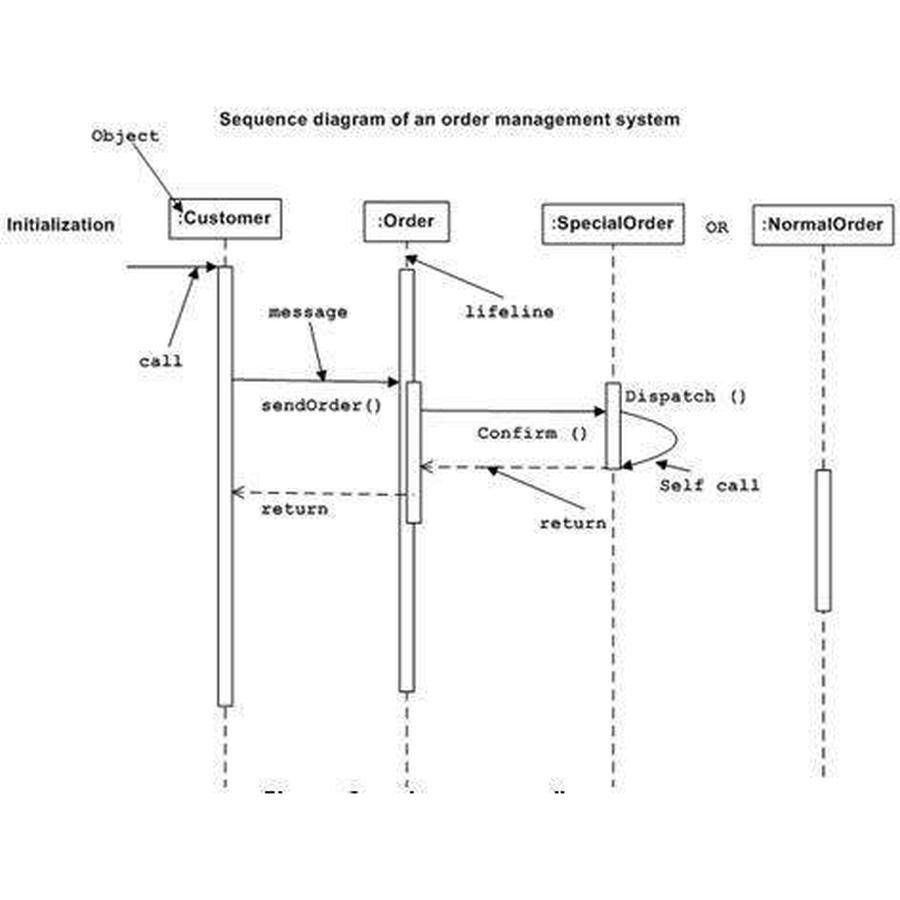 Sequence diagram of an order management system
Object
Initialization
:Customer
:Order
:SpecialOrder
OR
:NormalOrder
lifeline
message
call
sendOrder()
Dispatch ()
Confirm ()
Self call
return
return